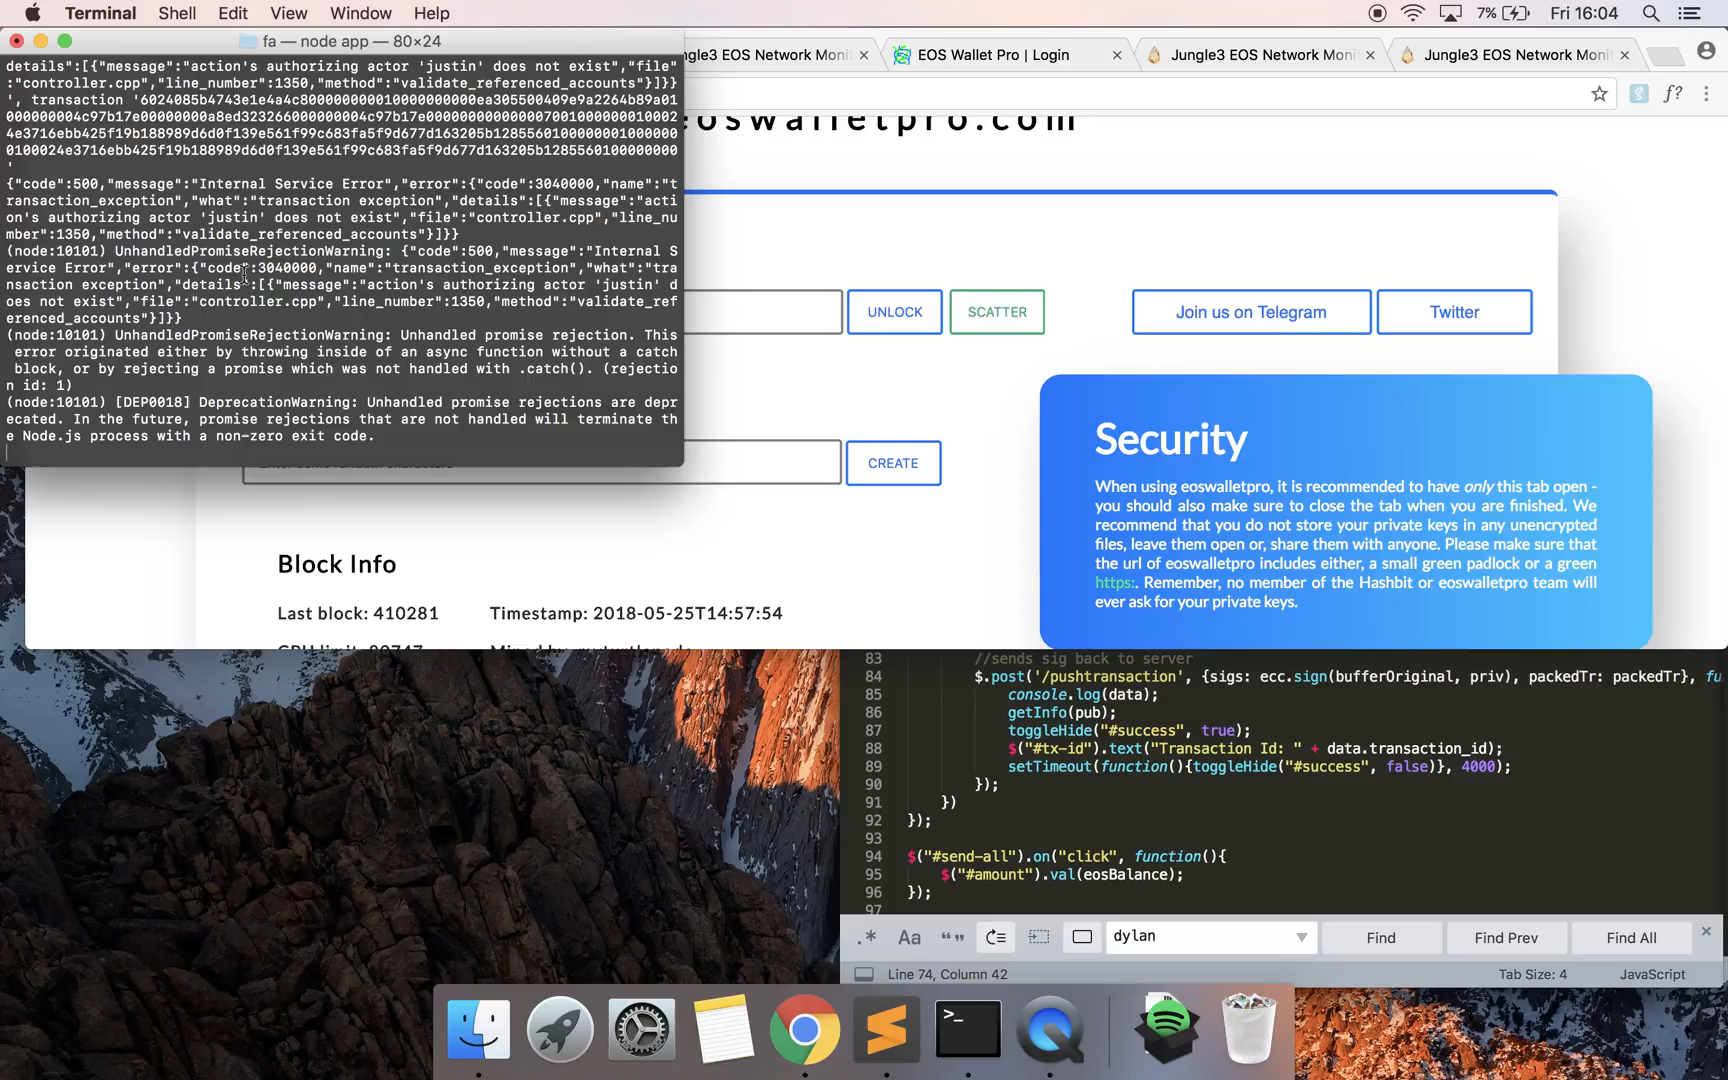 Terminal Shell Edit View Window Help
7% Fri 16:04
fa — node app — 80×24
details":[{"message":"action's authorizing actor 'justin' does not exist","file"
:"controller.cpp","line_number":1350,"method":"validate_referenced_accounts"}]}}
', transaction '6024085b4743e1e4a4c80000000010000000000ea305500409e9a2264b89a01
0000000004c97b17e00000000a8ed323266000000004c97b17e00000000000000070010000000010002
4e3716ebb425f19b188989d6d0f139e561f99c683fa5f9d677d163205b12855601000000010000000
0100024e3716ebb425f19b188989d6d0f139e561f99c683fa5f9d677d163205b1285560100000000
'
{"code":500,"message":"Internal Service Error","error":{"code":3040000,"name":"t
ransaction_exception","what":"transaction exception","details":[{"message":"acti
on's authorizing actor 'justin' does not exist","file":"controller.cpp","line_nu
mber":1350,"method":"validate_referenced_accounts"}]}}
(node:10101) UnhandledPromiseRejectionWarning: {"code":500,"message":"Internal S
ervice Error","error":{"code":3040000,"name":"transaction_exception","what":"tra
nsaction exception","details":[{"message":"action's authorizing actor 'justin' d
oes not exist","file":"controller.cpp","line_number":1350,"method":"validate_ref
erenced_accounts"}]}}
(node:10101) UnhandledPromiseRejectionWarning: Unhandled promise rejection. This
error originated either by throwing inside of an async function without a catch
block, or by rejecting a promise which was not handled with .catch(). (rejectio
n id: 1)
(node:10101) [DEP0018] DeprecationWarning: Unhandled promise rejections are depr
ecated. In the future, promise rejections that are not handled will terminate th
e Node.js process with a non-zero exit code.
ngle3 EOS Network Monit
EOS Wallet Pro | Login
Jungle3 EOS Network Monit
Jungle3 EOS Network Monit
f?
eoswalletpro.com
UNLOCK
SCATTER
Join us on Telegram
Twitter
CREATE
Security
When using eoswalletpro, it is recommended to have only this tab open -
you should also make sure to close the tab when you are finished. We
recommend that you do not store your private keys in any unencrypted
files, leave them open or, share them with anyone. Please make sure that
the url of eoswalletpro includes either, a small green padlock or a green
https:. Remember, no member of the Hashbit or eoswalletpro team will
ever ask for your private keys.
Block Info
Last block: 410281 Timestamp: 2018-05-25T14:57:54
83 //sends sig back to server
84 $.post('/pushtransaction', {sigs: ecc.sign(bufferOriginal, priv), packedTr: packedTr}, fu
85 console.log(data);
86 getInfo(pub);
87 toggleHide("#success", true);
88 $("#tx-id").text("Transaction Id: " + data.transaction_id);
89 setTimeout(function(){toggleHide("#success", false)}, 4000);
90 });
91 })
92 });
93
94 $("#send-all").on("click", function(){
95 $("#amount").val(eosBalance);
96 });
97
.* Aa “ ” dylan Find Find Prev Find All
Line 74, Column 42 Tab Size: 4 JavaScript
>_